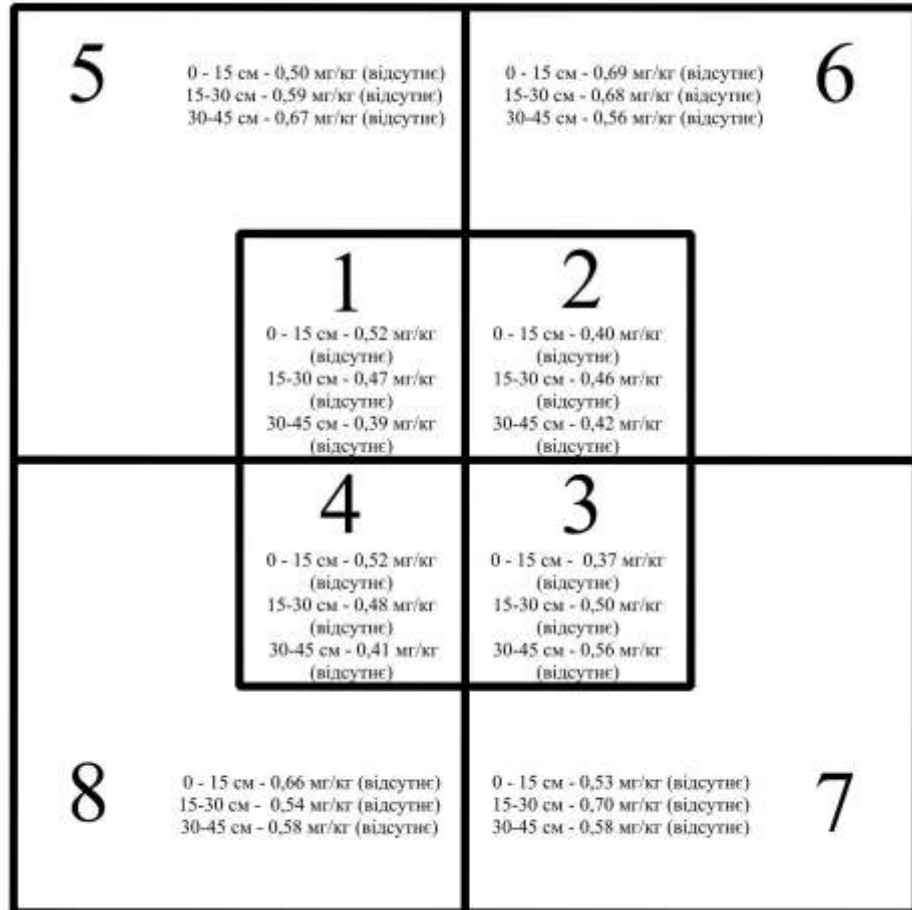 5
0 - 15 см - 0,50 мг/кг (відсутнє)
15-30 см - 0,59 мг/кг (відсутнє)
30-45 см - 0,67 мг/кг (відсутнє)
6
0 - 15 см - 0,69 мг/кг (відсутнє)
15-30 см - 0,68 мг/кг (відсутнє)
30-45 см - 0,56 мг/кг (відсутнє)
1
0 - 15 см - 0,52 мг/кг
(відсутнє)
15-30 см - 0,47 мг/кг
(відсутнє)
30-45 см - 0,39 мг/кг
(відсутнє)
2
0 - 15 см - 0,40 мг/кг
(відсутнє)
15-30 см - 0,46 мг/кг
(відсутнє)
30-45 см - 0,42 мг/кг
(відсутнє)
4
0 - 15 см - 0,52 мг/кг
(відсутнє)
15-30 см - 0,48 мг/кг
(відсутнє)
30-45 см - 0,41 мг/кг
(відсутнє)
3
0 - 15 см - 0,37 мг/кг
(відсутнє)
15-30 см - 0,50 мг/кг
(відсутнє)
30-45 см - 0,56 мг/кг
(відсутнє)
8
0 - 15 см - 0,66 мг/кг (відсутнє)
15-30 см - 0,54 мг/кг (відсутнє)
30-45 см - 0,58 мг/кг (відсутнє)
7
0 - 15 см - 0,53 мг/кг (відсутнє)
15-30 см - 0,70 мг/кг (відсутнє)
30-45 см - 0,58 мг/кг (відсутнє)